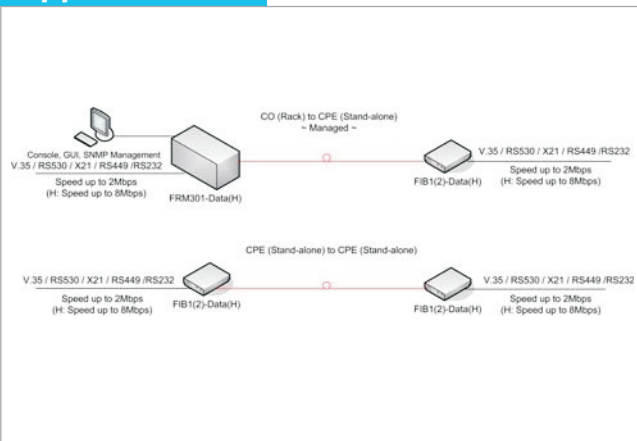 CO (Rack) to CPE (Stand-alone)
~ Managed ~
Console, GUI, SNMP Management
V.35 / RS530 / X21 / RS449 /RS232
Speed up to 2Mbps
(H: Speed up to 8Mbps)
FRM301-Data(H)
V.35 / RS530 / X21 / RS449 /RS232
Speed up to 2Mbps
(H: Speed up to 8Mbps)
FIB1(2)-Data(H)
CPE (Stand-alone) to CPE (Stand-alone)
V.35 / RS530 / X21 / RS449 /RS232
Speed up to 2Mbps
(H: Speed up to 8Mbps)
FIB1(2)-Data(H)
V.35 / RS530 / X21 / RS449 /RS232
Speed up to 2Mbps
(H: Speed up to 8Mbps)
FIB1(2)-Data(H)